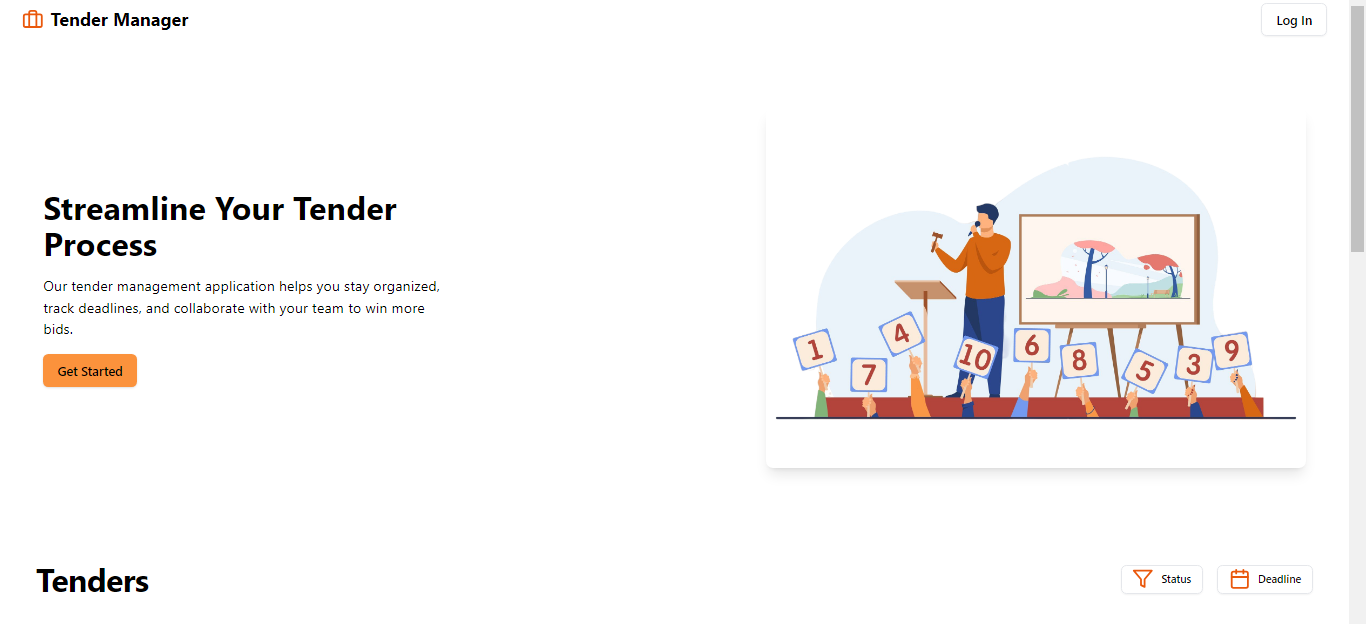 Tender Manager
Log In
Streamline Your Tender
Process
Our tender management application helps you stay organized,
track deadlines, and collaborate with your team to win more
bids.
Get Started
1
7
4
10
6
8
5
3
9
Tenders
Status
Deadline